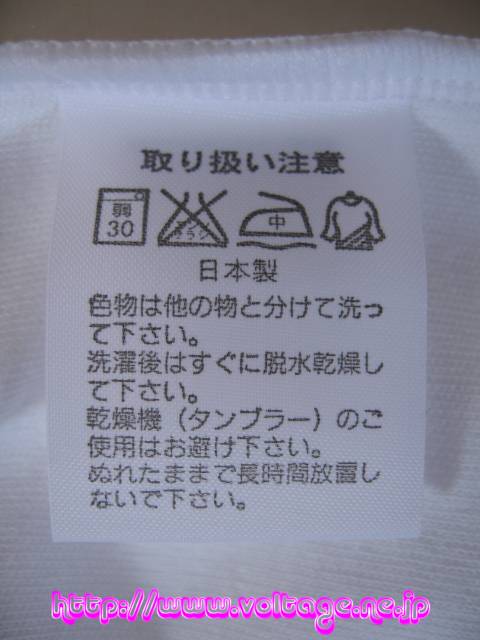 取り扱い注意
弱
30
エンソ
中
日本製
色物は他の物と分けて洗っ
て下さい。
洗濯後はすぐに脱水乾燥し
て下さい。
乾燥機（タンブラー）のご
使用はお避け下さい。
ぬれたままで長時間放置し
ないで下さい。
http://www.voltage.ne.jp